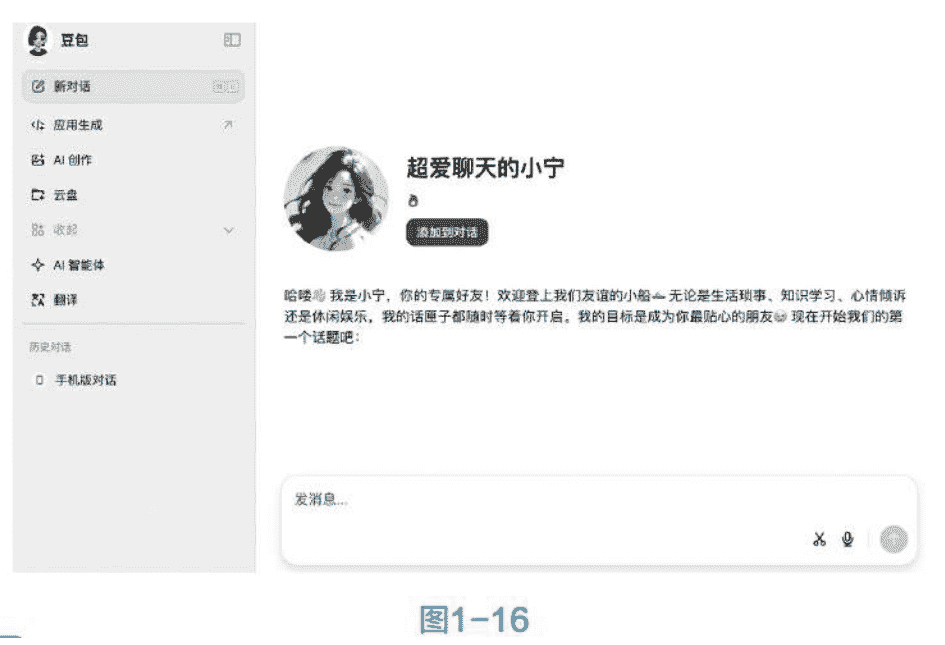 豆包
新对话
应用生成
AI 创作
云盘
收起
AI 智能体
翻译
历史对话
手机版对话
超爱聊天的小宁
添加到对话
哈喽👋 我是小宁，你的专属好友！欢迎登上我们友谊的小船 无论是生活琐事、知识学习、心情倾诉
还是休闲娱乐，我的话匣子都随时等着你开启。我的目标是成为你最贴心的朋友 现在开始我们的第
一个话题吧：
发消息...
图1-16